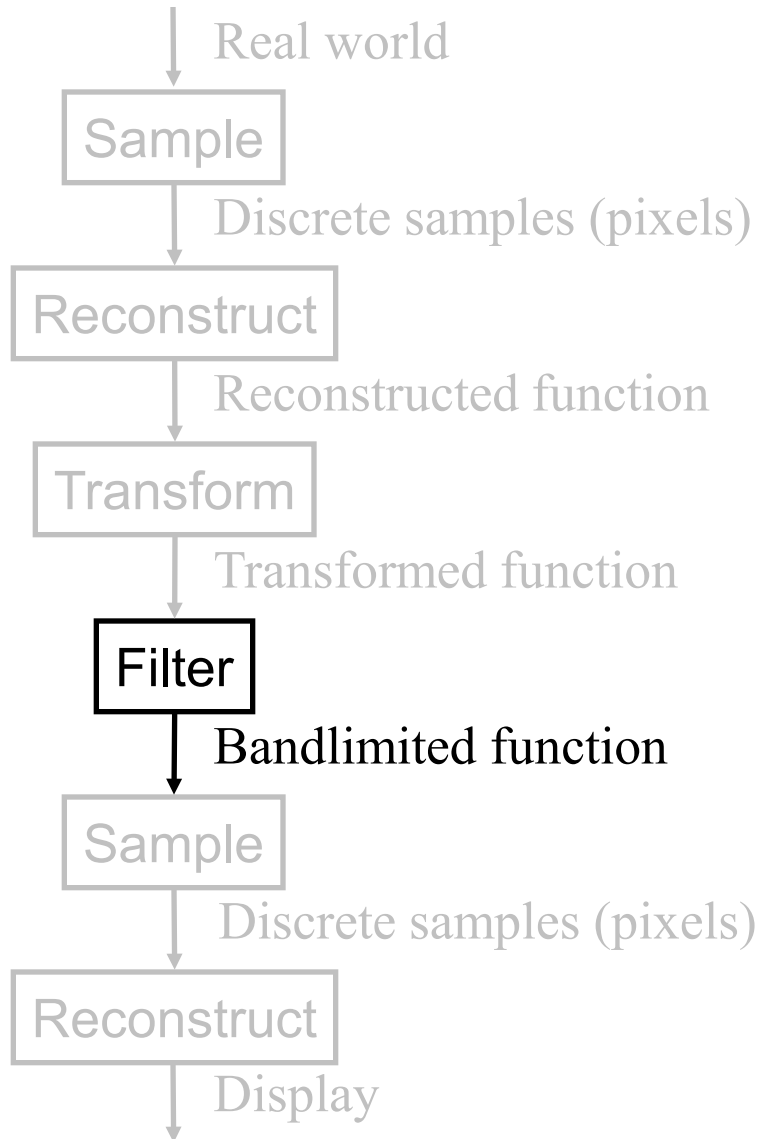 Real world
Sample
Discrete samples (pixels)
Reconstruct
Reconstructed function
Transform
Transformed function
Filter
Bandlimited function
Sample
Discrete samples (pixels)
Reconstruct
Display